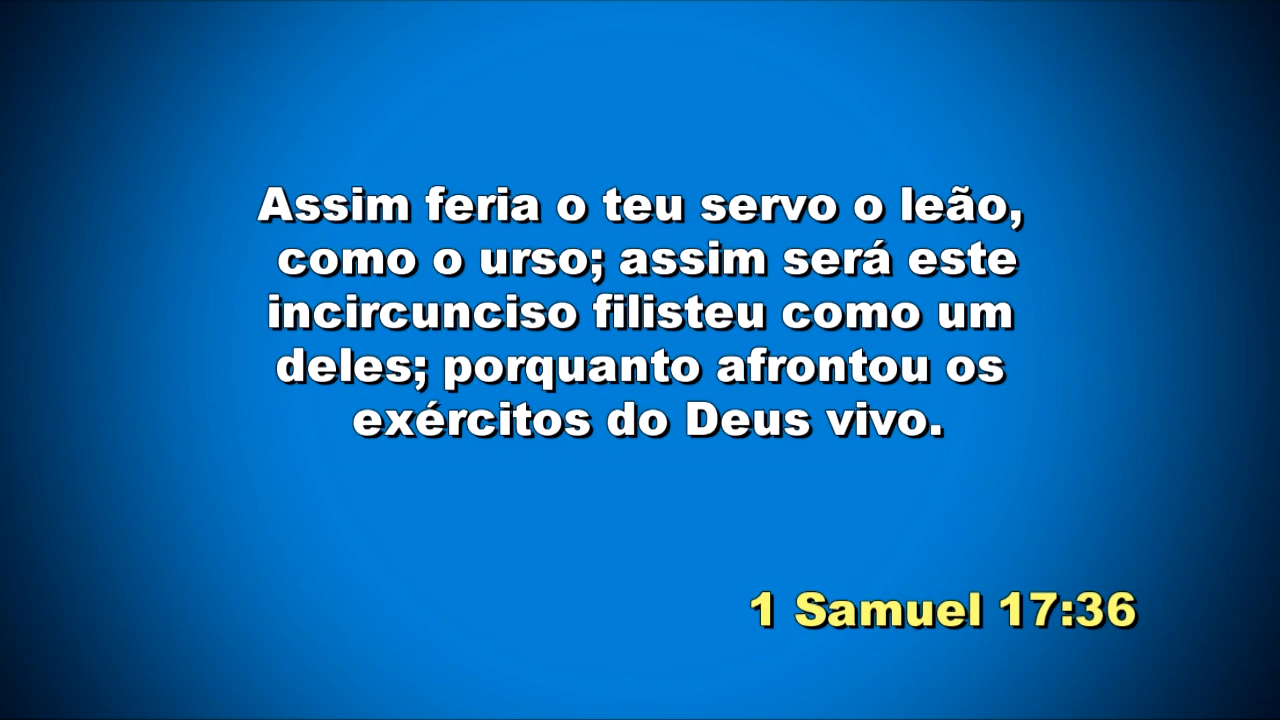 Assim feria o teu servo o leão,
como o urso; assim será este
incircunciso filisteu como um
deles; porquanto afrontou os
exércitos do Deus vivo.
1 Samuel 17:36